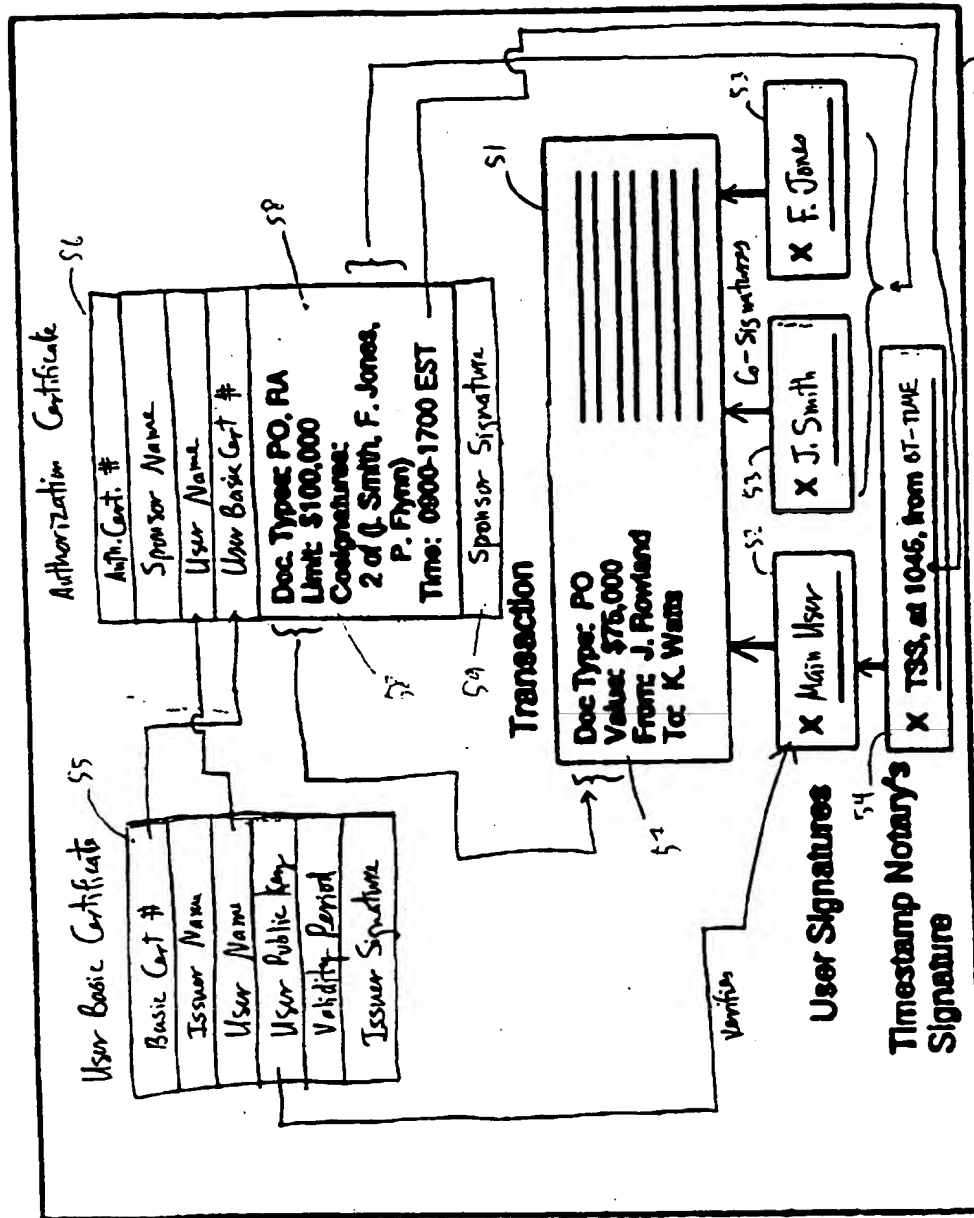 User Basic Certificate
55
Basic Cert #
Issuer Name
User Name
User Public Key
Validity Period
Issuer Signature
Authorization Certificate
56
Auth. Cert. #
Sponsor Name
User Name
User Basic Cert #
58
Doc. Types: PO, RA
Limit: $100,000
Cosignatures:
2 of (J. Smith, F. Jones,
P. Flynn)
Time: 0900-1700 EST
59
Sponsor Signature
Transaction
51
Doc Type: PO
Value: $75,000
From: J. Rowland
To: K. Watts
57
Verifies
Co-Signatures
52
X Main User
53
X J. Smith
53
X F. Jones
User Signatures
54
X TSS, at 1046, from
Timestamp Notary's
Signature